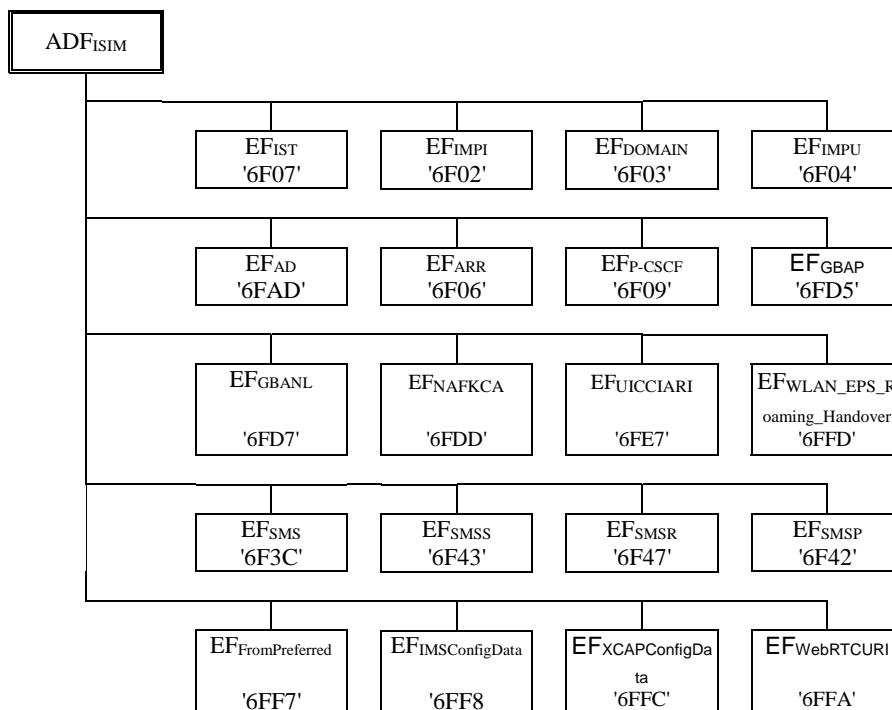 ADFISIM
EFIST
'6F07'
EFIMPI
'6F02'
EFDOMAIN
'6F03'
EFIMPU
'6F04'
EFAD
'6FAD'
EFARR
'6F06'
EFP-CSCF
'6F09'
EFGBAP
'6FD5'
EFGBANL
'6FD7'
EFNAFKCA
'6FDD'
EFUICCIARI
'6FE7'
EFWLAN_EPS_R
oaming_Handover
'6FFD'
EFSMS
'6F3C'
EFSMSS
'6F43'
EFSMSR
'6F47'
EFSMSP
'6F42'
EFFromPreferred
'6FF7'
EFIMSConfigData
'6FF8
EFXCAPConfigDa
ta
'6FFC'
EFWebRTCURI
'6FFA'